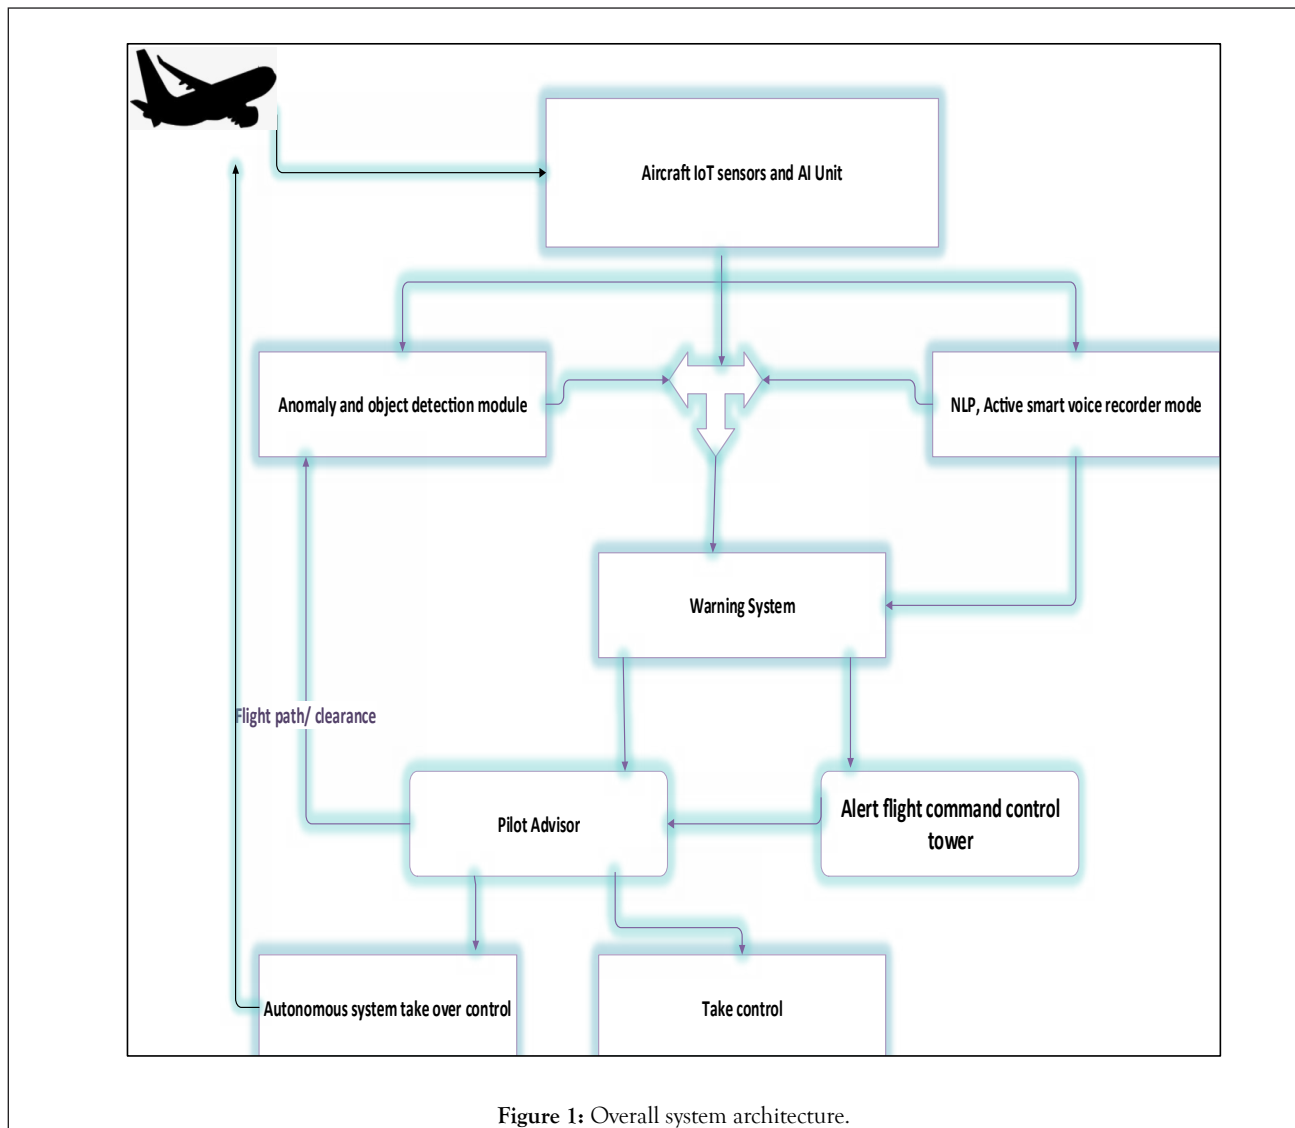 Aircraft IoT sensors and AI Unit
Anomaly and object detection module
NLP, Active smart voice recorder mode
Warning System
Flight path/ clearance
Pilot Advisor
Alert flight command control
tower
Autonomous system take over control
Take control
Figure 1: Overall system architecture.